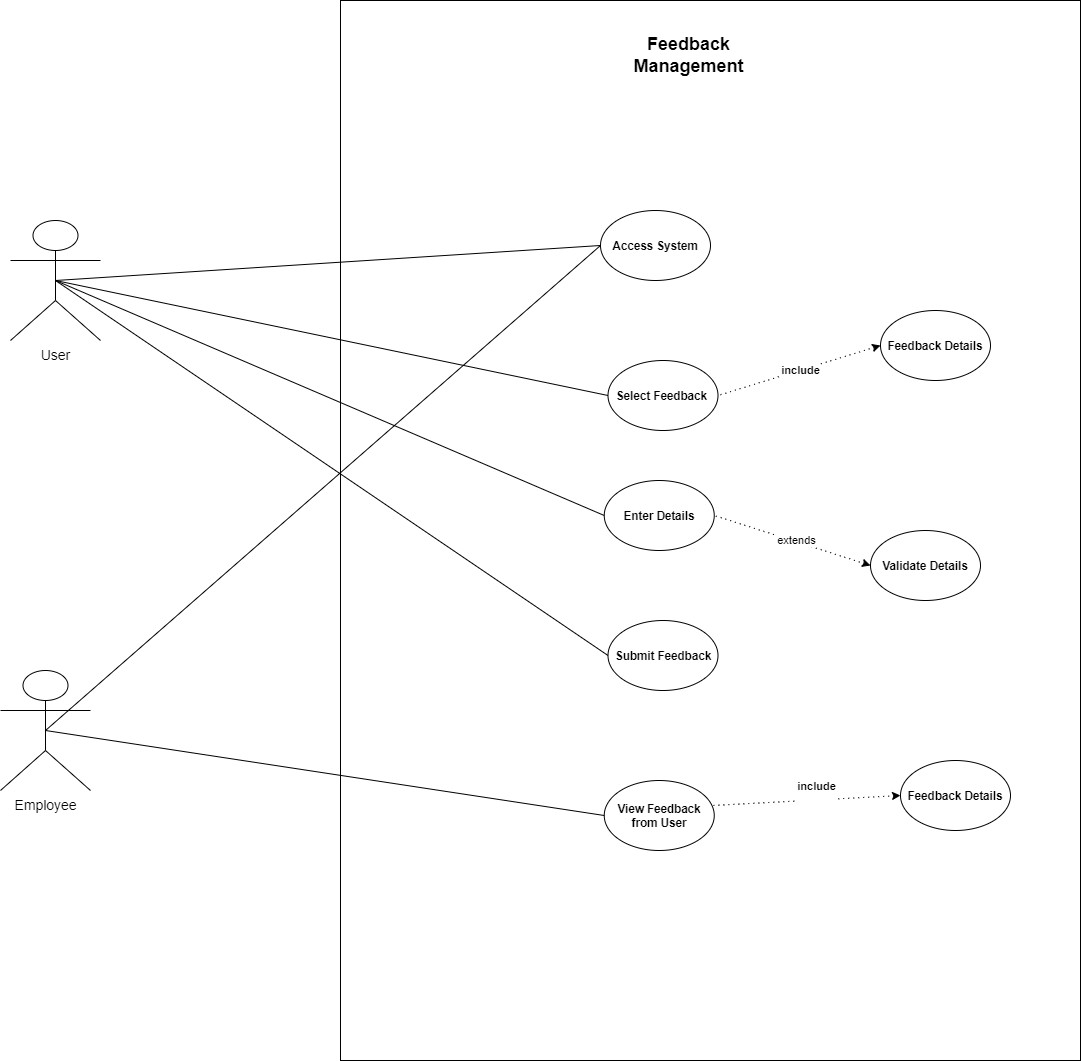 Feedback
Management
Access System
User
Feedback Details
include
Select Feedback
Enter Details
extends
Validate Details
Submit Feedback
Employee
include
Feedback Details
View Feedback
from User